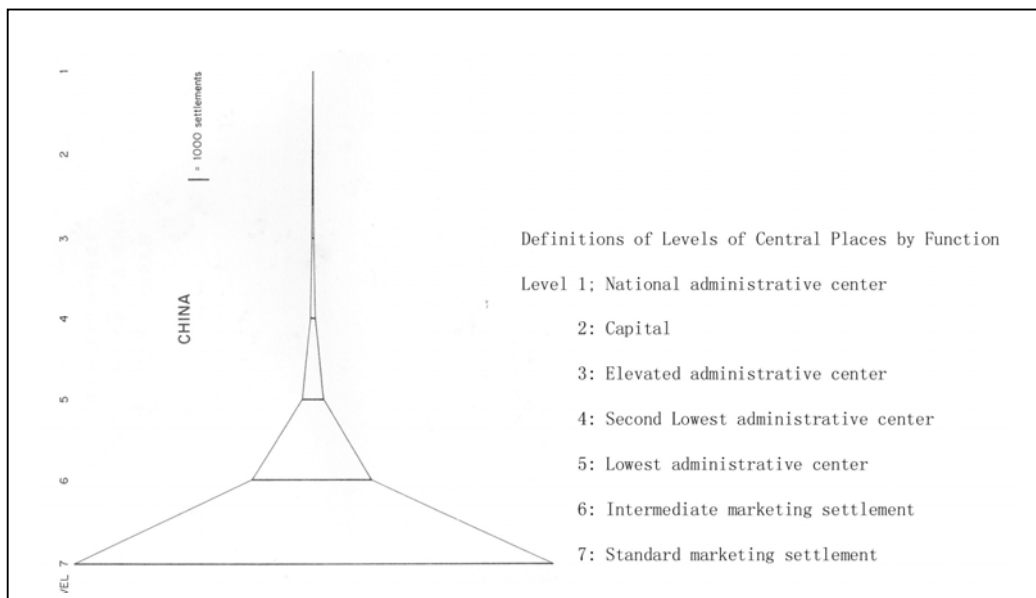 1
= 1000 settlements
2
3
CHINA
4
5
6
7
VEL
Definitions of Levels of Central Places by Function
Level 1; National administrative center
2: Capital
3: Elevated administrative center
4: Second Lowest administrative center
5: Lowest administrative center
6: Intermediate marketing settlement
7: Standard marketing settlement